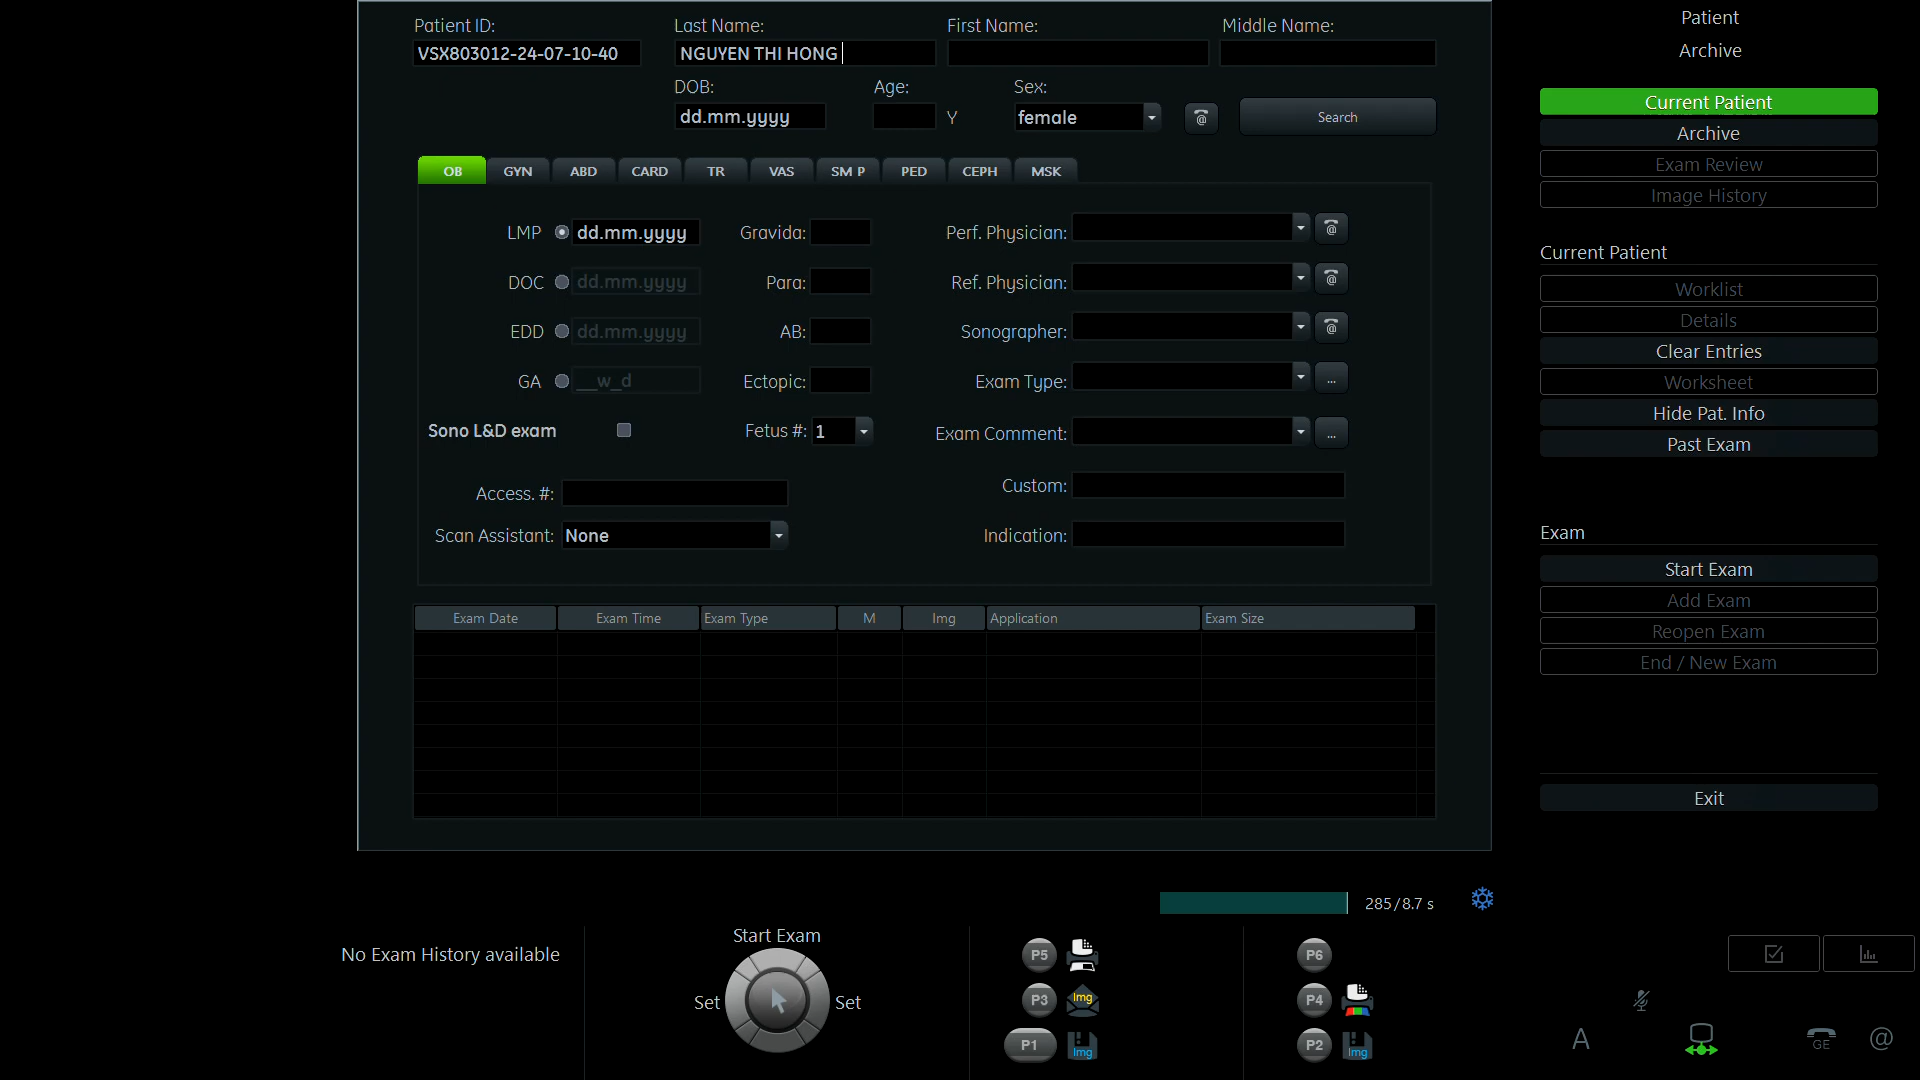 Patient ID: Last Name: First Name: Middle Name:
VSX803012-24-07-10-40 NGUYEN THI HONG
DOB: Age: Sex:
dd.mm.yyyy Y female @ Search
OB GYN ABD CARD TR VAS SM P PED CEPH MSK
LMP dd.mm.yyyy Gravida: Perf. Physician: @
DOC dd.mm.yyyy Para: Ref. Physician: @
EDD dd.mm.yyyy AB: Sonographer: @
GA __w_d Ectopic: Exam Type: ...
Sono L&D exam Fetus #: 1 Exam Comment: ...
Access. #: Custom:
Scan Assistant: None Indication:
Exam Date Exam Time Exam Type M Img Application Exam Size
285/8.7 s
No Exam History available
Start Exam
Set Set
P5 P6
P3 Img P4
P1 Img P2 Img
Patient
Archive
Current Patient
Archive
Exam Review
Image History
Current Patient
Worklist
Details
Clear Entries
Worksheet
Hide Pat. Info
Past Exam
Exam
Start Exam
Add Exam
Reopen Exam
End / New Exam
Exit
A GE @